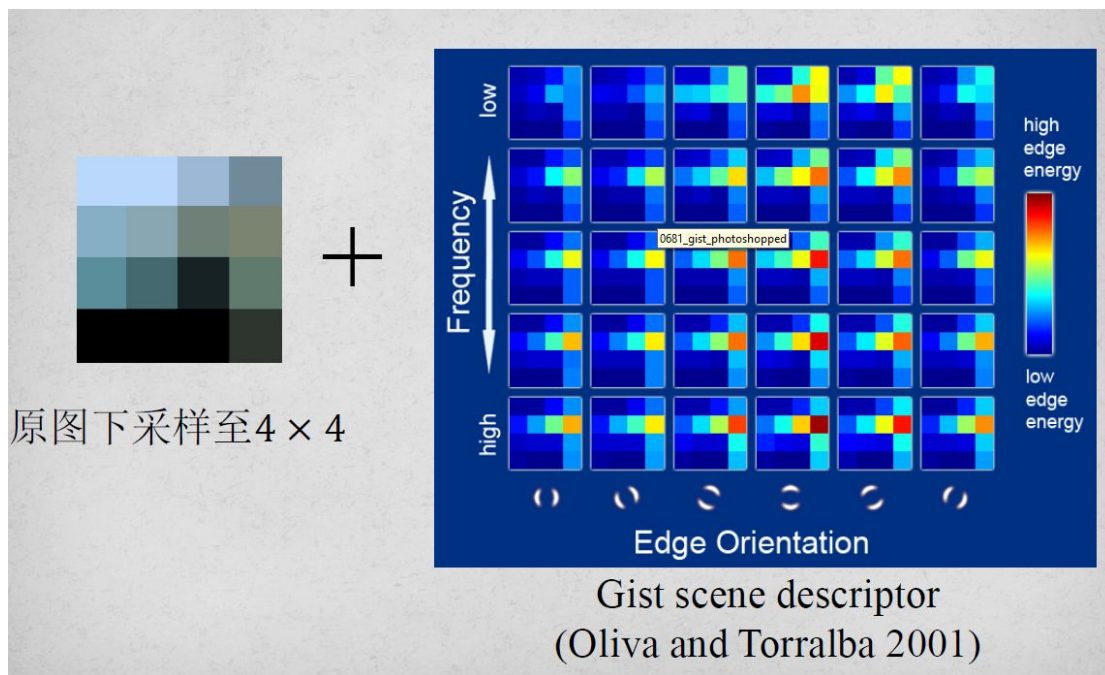 原图下采样至4 × 4
+
low
Frequency
high
0681_gist_photoshopped
high
edge
energy
low
edge
energy
Edge Orientation
Gist scene descriptor
(Oliva and Torralba 2001)